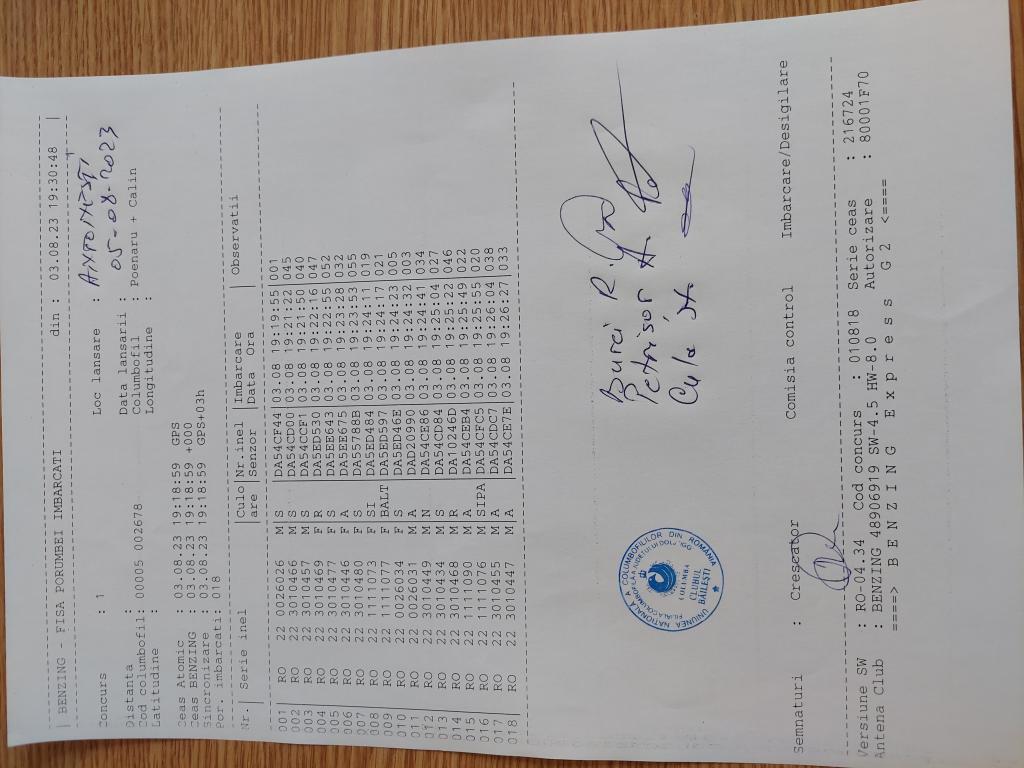 | BENZING - FISA PORUMBEI IMBARCATI din : 03.08.23 19:30:48 |
Concurs : 1 Loc lansare :
Distanta : Data lansarii : 05-08-2023
Cod columbofil: 00005 002678 Columbofil : Poenaru + Calin
Latitudine : Longitudine :
Ceas Atomic : 03.08.23 19:18:59 GPS
Ceas BENZING : 03.08.23 19:18:59 +000
Sincronizare : 03.08.23 19:18:59 GPS+03h
Por. imbarcati: 018
Nr.| Serie inel |Culo|Nr.inel |Imbarcare |Observatii
|are |Senzor |Data Ora |
001 RO 22 0026026 M S |DA54CF44|03.08 19:19:55|001
002 RO 22 3010466 M S |DA54CD00|03.08 19:21:22|045
003 RO 22 3010457 M S |DA54CCF1|03.08 19:21:50|040
004 RO 22 3010469 F R |DA5ED530|03.08 19:22:16|047
005 RO 22 3010477 F S |DA5EE643|03.08 19:22:55|052
006 RO 22 3010446 F A |DA5EE675|03.08 19:23:28|032
007 RO 22 3010480 F S |DA55788B|03.08 19:23:53|055
008 RO 22 1111073 F SI |DA5ED484|03.08 19:24:11|019
009 RO 22 1111077 F BALT|DA5ED597|03.08 19:24:17|021
010 RO 22 0026034 F S |DA5ED46E|03.08 19:24:23|005
011 RO 22 0026031 M A |DAD20990|03.08 19:24:32|003
012 RO 22 3010449 M N |DA54CE86|03.08 19:24:41|034
013 RO 22 3010434 M S |DA54CD84|03.08 19:25:04|027
014 RO 22 3010468 M R |DA10246D|03.08 19:25:24|046
015 RO 22 1111090 M A |DA54CEB4|03.08 19:25:49|022
016 RO 22 1111076 M SIPA|DA54CFC5|03.08 19:25:55|020
017 RO 22 3010455 M A |DA54CDC7|03.08 19:26:04|038
018 RO 22 3010447 M A |DA54CE7E|03.08 19:26:27|033
Burci R.
Petrisor A.
UNIUNEA NATIONALA A COLUMBOFILILOR DIN ROMANIA
COLUMBA
CLUBUL
BĂILEȘTI
Semnaturi : Crescator Comisia control Imbarcare/Desigilare
Versiune SW : RO-04.34 Cod concurs : 010818 Serie ceas : 216724
Antena Club : BENZING 48906919 SW-4.5 HW-8.0 Autorizare : 80001F70
====> B E N Z I N G E x p r e s s G 2 <====